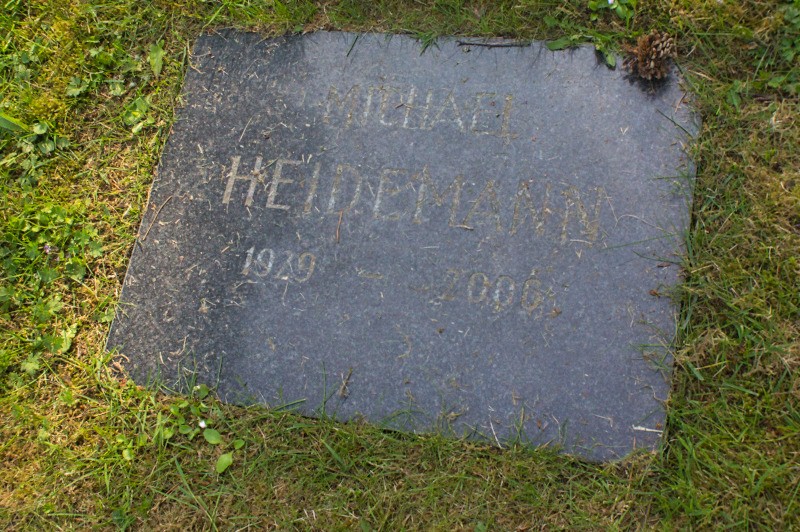 MICHAEL
HEIDEMANN
1929 – 2006